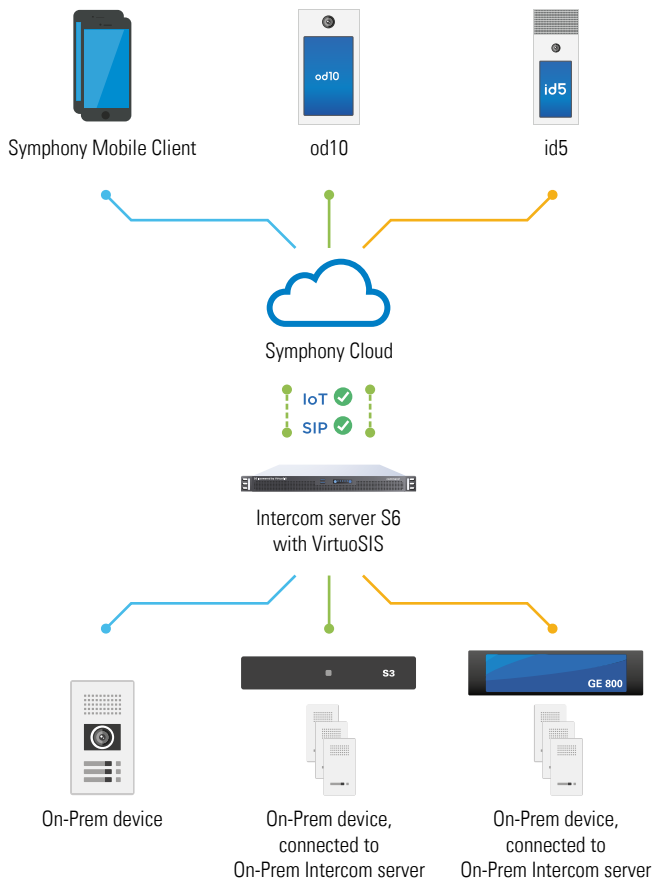 od10
id5
Symphony Mobile Client
od10
id5
Symphony Cloud
IoT
SIP
Intercom server S6
with VirtuoSIS
S3
GE 800
On-Prem device
On-Prem device,
connected to
On-Prem Intercom server
On-Prem device,
connected to
On-Prem Intercom server